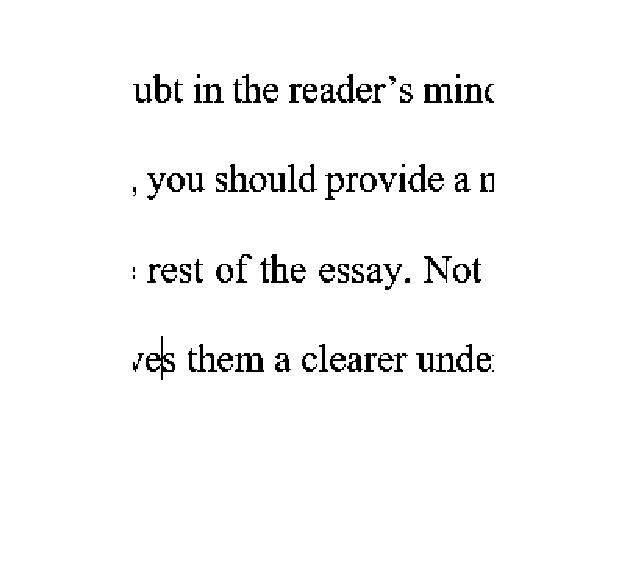 ubt in the reader’s mind
, you should provide a
rest of the essay. Not
ves them a clearer unde